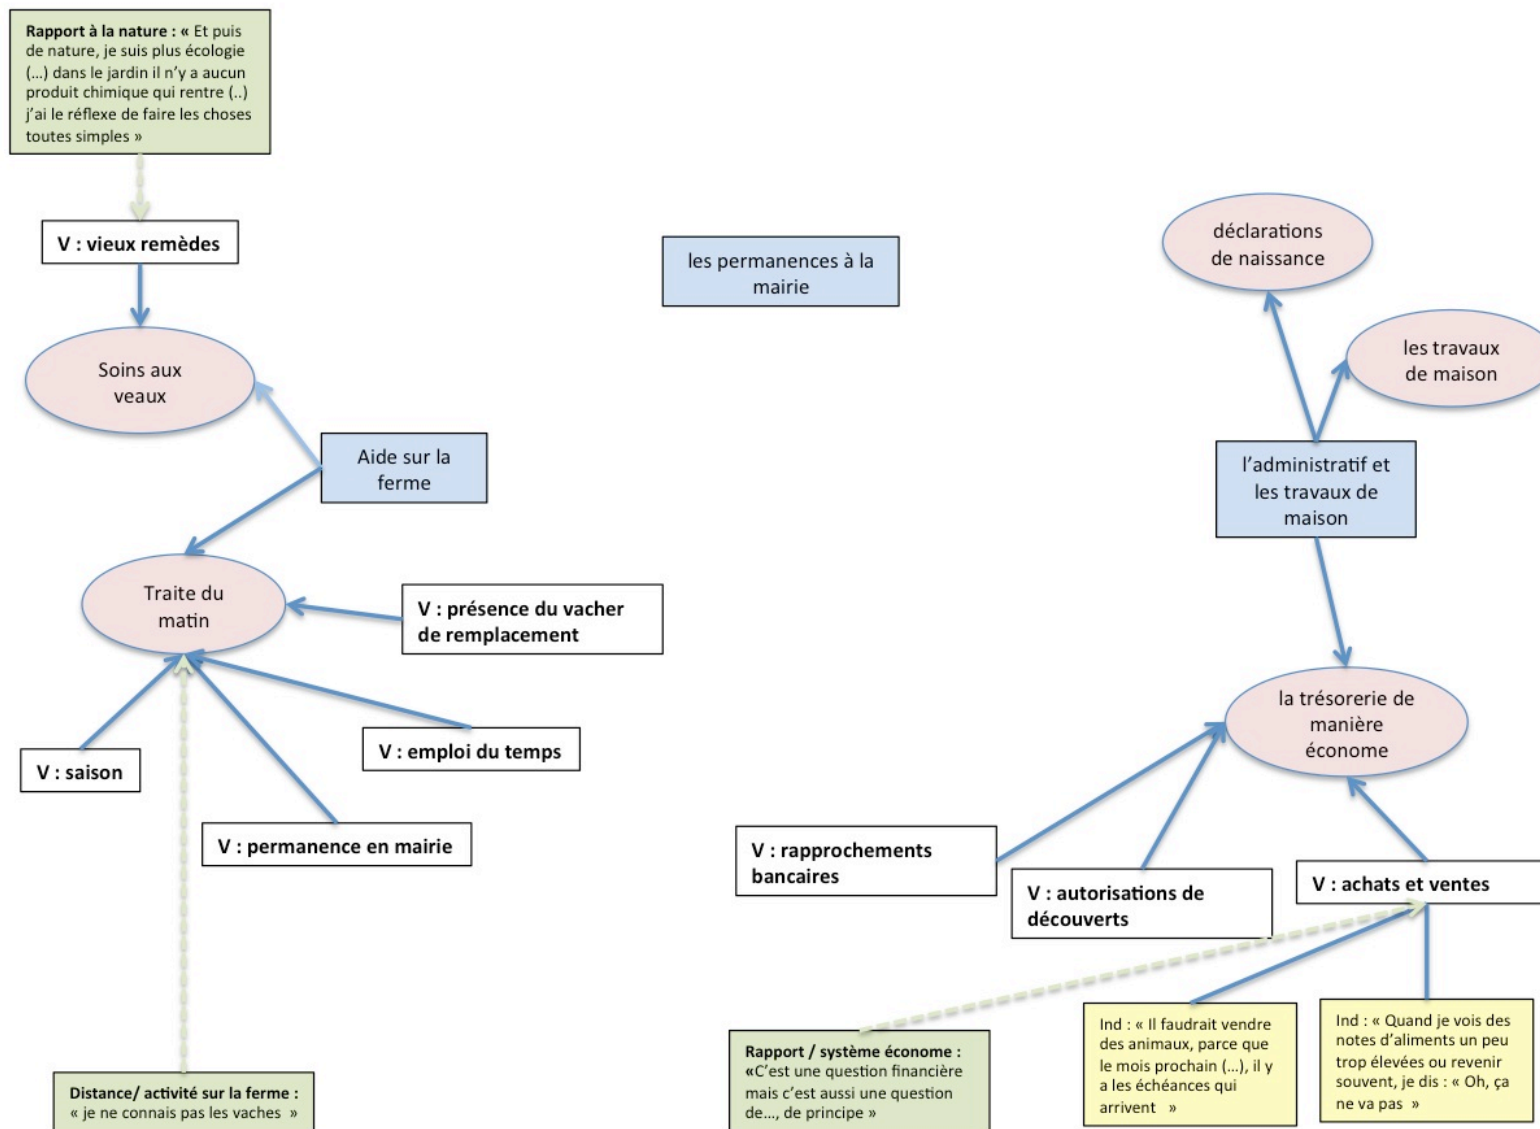 Rapport à la nature : « Et puis
de nature, je suis plus écologie
(...) dans le jardin il n'y a aucun
produit chimique qui rentre (..)
j'ai le réflexe de faire les choses
toutes simples »
V : vieux remèdes
les permanences à la
mairie
déclarations
de naissance
les travaux
de maison
Soins aux
veaux
Aide sur la
ferme
l'administratif et
les travaux de
maison
Traite du
matin
V : présence du vacher
de remplacement
la trésorerie de
manière
économe
V : saison
V : emploi du temps
V : permanence en mairie
V : rapprochements
bancaires
V : autorisations de
découverts
V : achats et ventes
Distance/ activité sur la ferme :
« je ne connais pas les vaches »
Rapport / système économe :
«C'est une question financière
mais c'est aussi une question
de..., de principe »
Ind : « Il faudrait vendre
des animaux, parce que
le mois prochain (...), il y
a les échéances qui
arrivent »
Ind : « Quand je vois des
notes d'aliments un peu
trop élevées ou revenir
souvent, je dis : « Oh, ça
ne va pas »